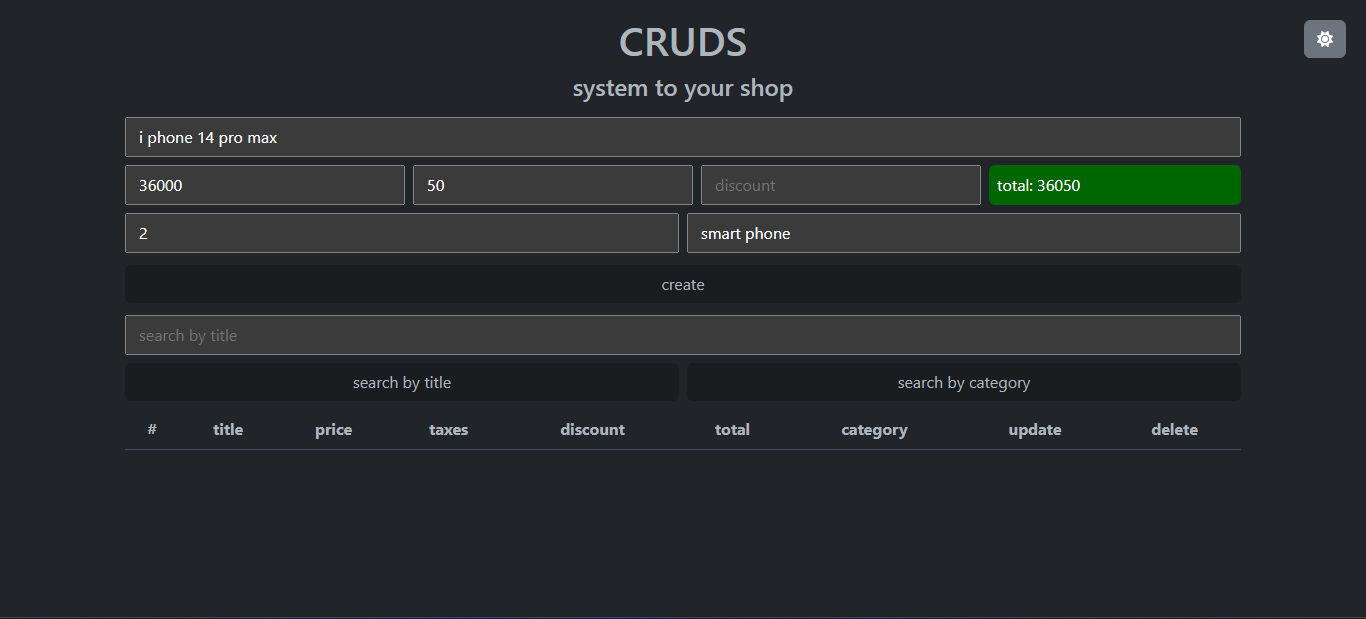 CRUDS
system to your shop
i phone 14 pro max
36000 50 discount total: 36050
2 smart phone
create
search by title
search by title search by category
# title price taxes discount total category update delete